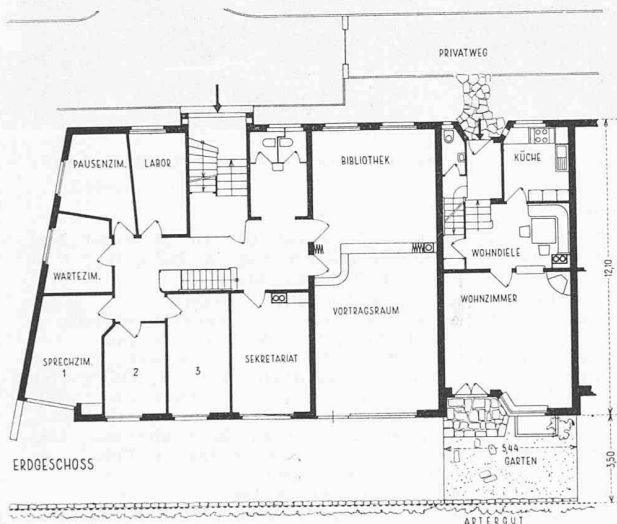 PRIVATWEG
PAUSENZIM.
LABOR
BIBLIOTHEK
KÜCHE
WARTEZIM.
WOHNDIELE
12,10
WOHNZIMMER
VORTRAGSRAUM
SPRECHZIM.
1
2
3
SEKRETARIAT
5,44
GARTEN
3,50
ERDGESCHOSS
ARTERGUT